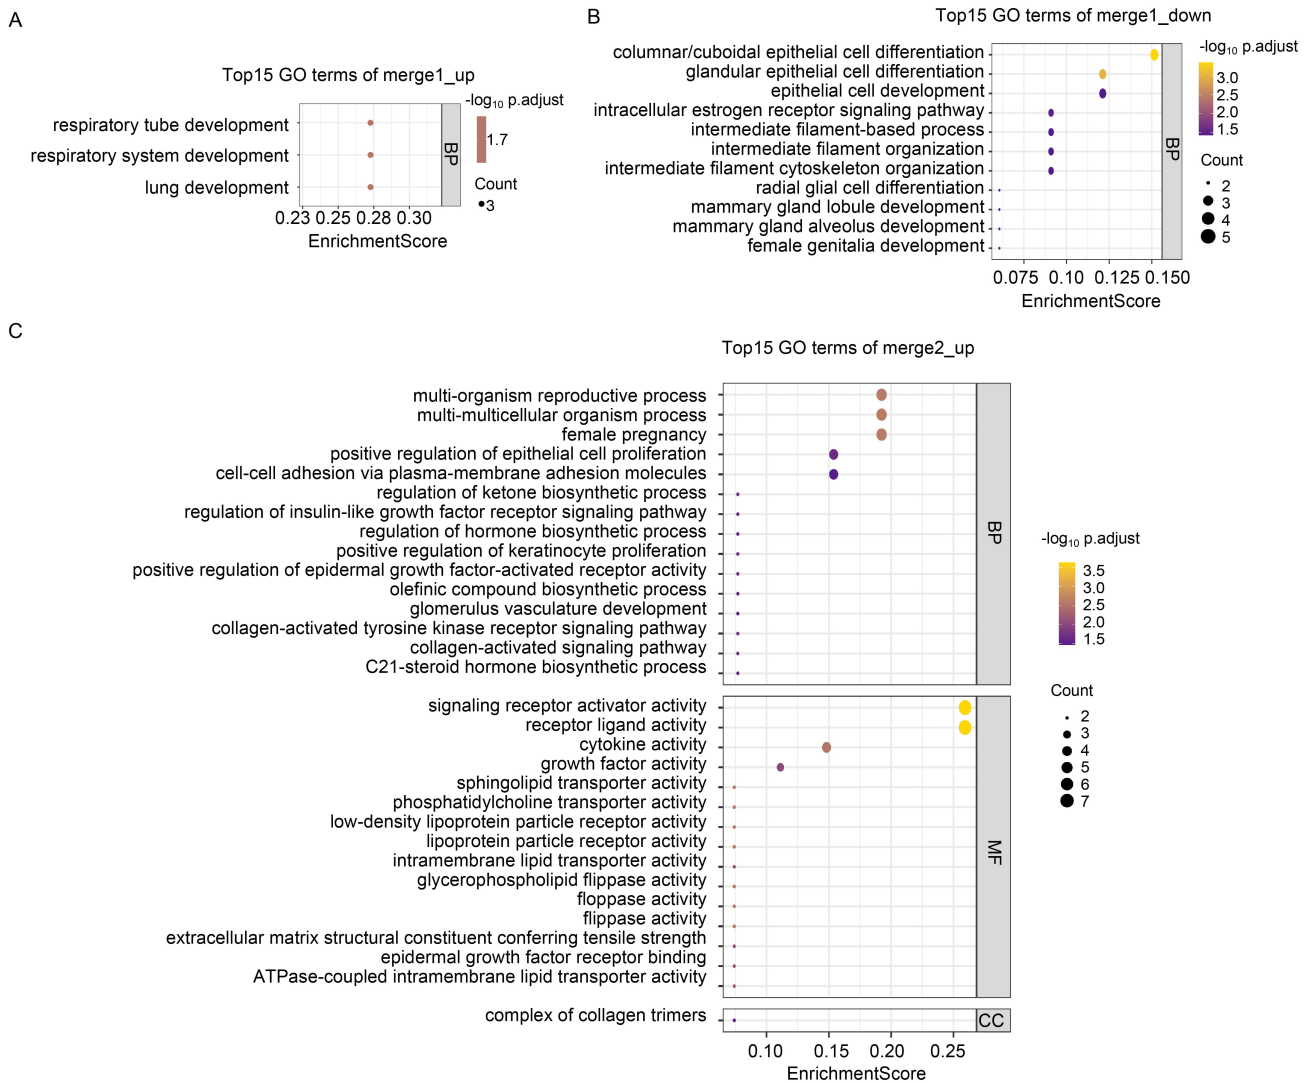 A
Top15 GO terms of merge1_up
respiratory tube development
respiratory system development
lung development
BP
0.23 0.25 0.28 0.30
EnrichmentScore
-log10 p.adjust
1.7
Count
3
B
Top15 GO terms of merge1_down
columnar/cuboidal epithelial cell differentiation
glandular epithelial cell differentiation
epithelial cell development
intracellular estrogen receptor signaling pathway
intermediate filament-based process
intermediate filament organization
intermediate filament cytoskeleton organization
radial glial cell differentiation
mammary gland lobule development
mammary gland alveolus development
female genitalia development
BP
0.075 0.10 0.125 0.150
EnrichmentScore
-log10 p.adjust
3.0
2.5
2.0
1.5
Count
2
3
4
5
C
Top15 GO terms of merge2_up
multi-organism reproductive process
multi-multicellular organism process
female pregnancy
positive regulation of epithelial cell proliferation
cell-cell adhesion via plasma-membrane adhesion molecules
regulation of ketone biosynthetic process
regulation of insulin-like growth factor receptor signaling pathway
regulation of hormone biosynthetic process
positive regulation of keratinocyte proliferation
positive regulation of epidermal growth factor-activated receptor activity
olefinic compound biosynthetic process
glomerulus vasculature development
collagen-activated tyrosine kinase receptor signaling pathway
collagen-activated signaling pathway
C21-steroid hormone biosynthetic process
BP
signaling receptor activator activity
receptor ligand activity
cytokine activity
growth factor activity
sphingolipid transporter activity
phosphatidylcholine transporter activity
low-density lipoprotein particle receptor activity
lipoprotein particle receptor activity
intramembrane lipid transporter activity
glycerophospholipid flippase activity
floppase activity
flippase activity
extracellular matrix structural constituent conferring tensile strength
epidermal growth factor receptor binding
ATPase-coupled intramembrane lipid transporter activity
MF
complex of collagen trimers
CC
0.10 0.15 0.20 0.25
EnrichmentScore
-log10 p.adjust
3.5
3.0
2.5
2.0
1.5
Count
2
3
4
5
6
7